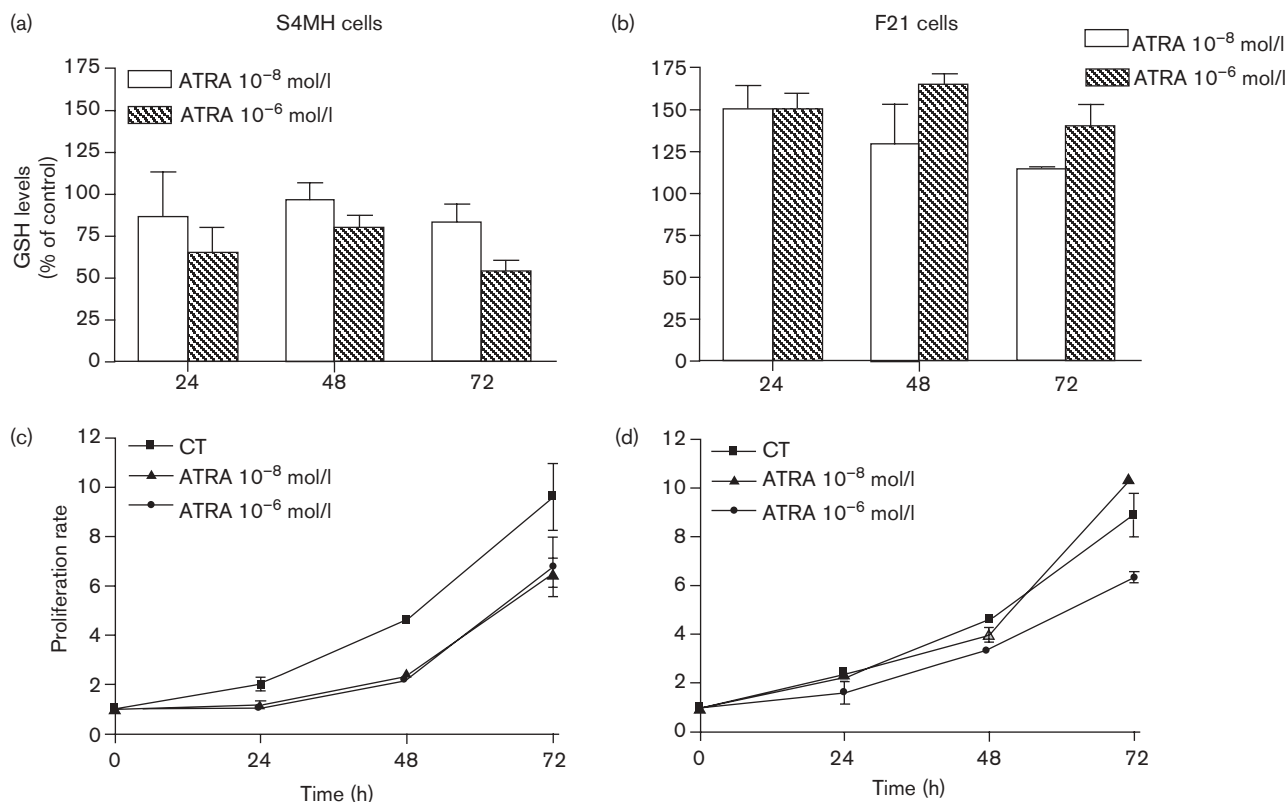 (a)
S4MH cells
ATRA 10⁻⁸ mol/l
ATRA 10⁻⁶ mol/l
GSH levels
(% of control)
175
150
125
100
75
50
25
0
24
48
72
(b)
F21 cells
ATRA 10⁻⁸ mol/l
ATRA 10⁻⁶ mol/l
175
150
125
100
75
50
25
0
24
48
72
(c)
CT
ATRA 10⁻⁸ mol/l
ATRA 10⁻⁶ mol/l
Proliferation rate
12
10
8
6
4
2
0
0
24
48
72
Time (h)
(d)
CT
ATRA 10⁻⁸ mol/l
ATRA 10⁻⁶ mol/l
12
10
8
6
4
2
0
0
24
48
72
Time (h)